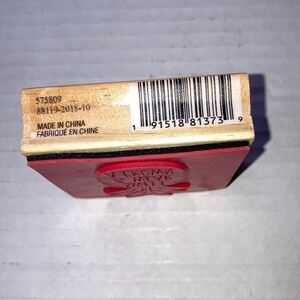 575809
88119-2018-10
MADE IN CHINA
FABRIQUÉ EN CHINE
1 91518 81373 9